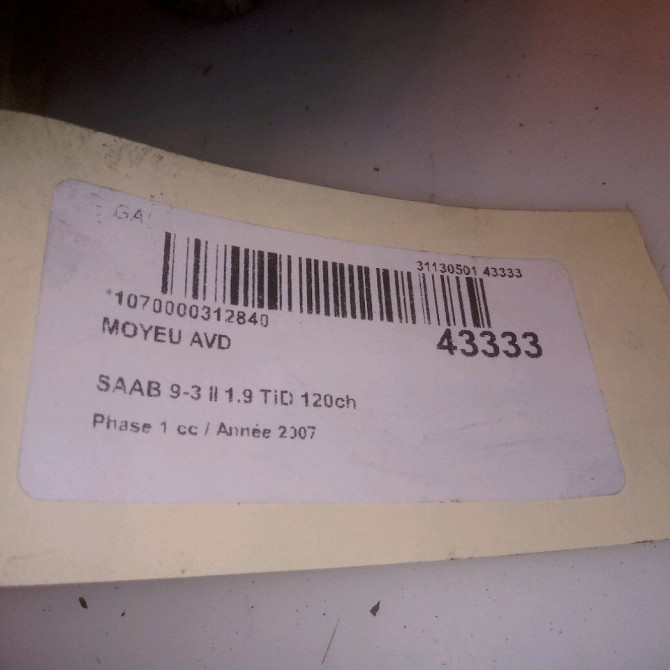 31130501 43333
*1070000312840
MOYEU AVD
43333
SAAB 9-3 II 1.9 TiD 120ch
Phase 1 cc / Année 2007